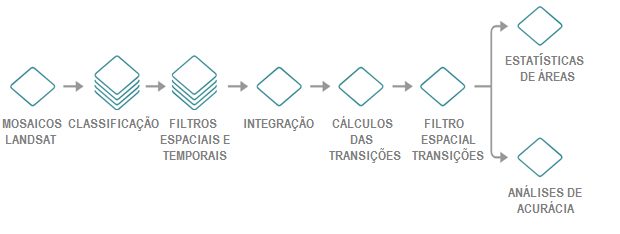 MOSAICOS
LANDSAT
CLASSIFICAÇÃO
FILTROS
ESPACIAIS E
TEMPORAIS
INTEGRAÇÃO
CÁLCULOS
DAS
TRANSIÇÕES
FILTRO
ESPACIAL
TRANSIÇÕES
ESTATÍSTICAS
DE ÁREAS
ANÁLISES DE
ACURÁCIA